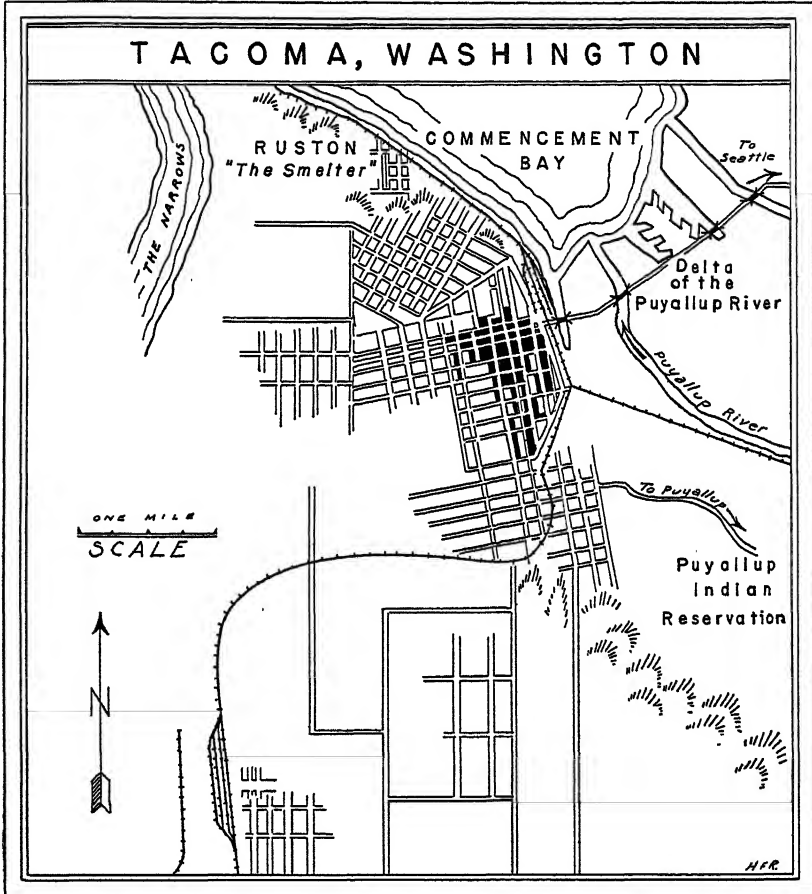 TACOMA, WASHINGTON
THE NARROWS
RUSTON
"The Smelter"
COMMENCEMENT
BAY
To
Seattle
Delta
of the
Puyallup River
Puyallup River
To Puyallup
ONE MILE
SCALE
Puyallup
Indian
Reservation
N
HFR.